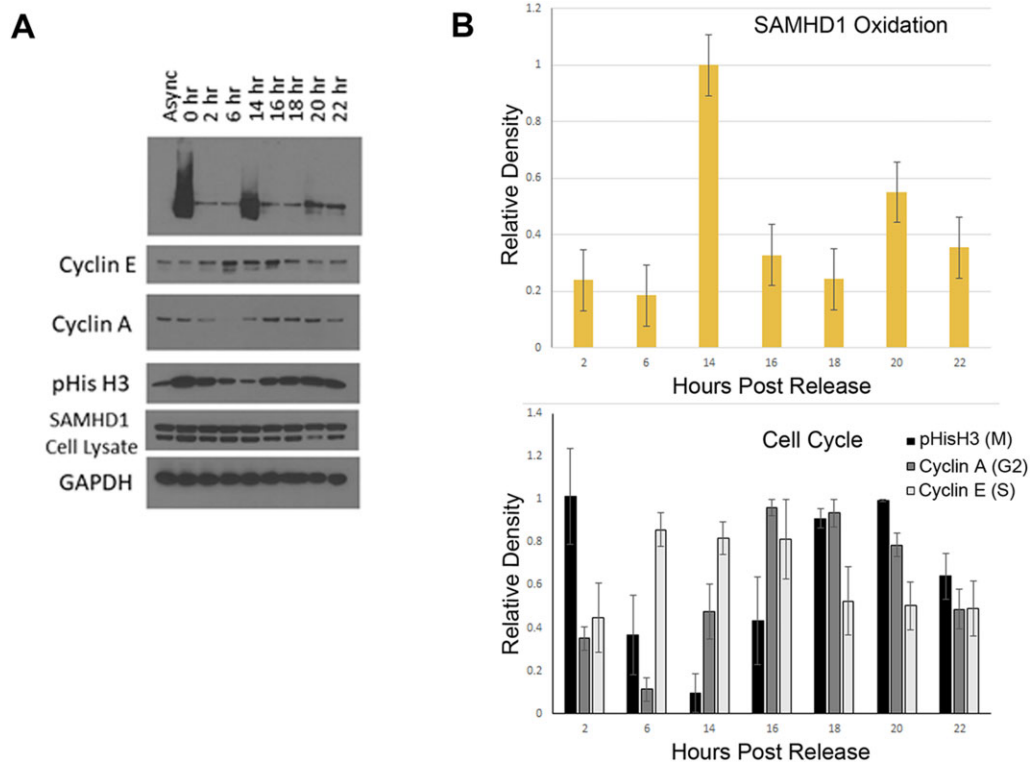 A
Async
0 hr
2 hr
6 hr
14 hr
16 hr
18 hr
20 hr
22 hr
Cyclin E
Cyclin A
pHis H3
SAMHD1
Cell Lysate
GAPDH
B
SAMHD1 Oxidation
Relative Density
1.2
1
0.8
0.6
0.4
0.2
0
2 6 14 16 18 20 22
Hours Post Release
Cell Cycle
pHisH3 (M)
Cyclin A (G2)
Cyclin E (S)
Relative Density
1.4
1.2
1
0.8
0.6
0.4
0.2
0
2 6 14 16 18 20 22
Hours Post Release